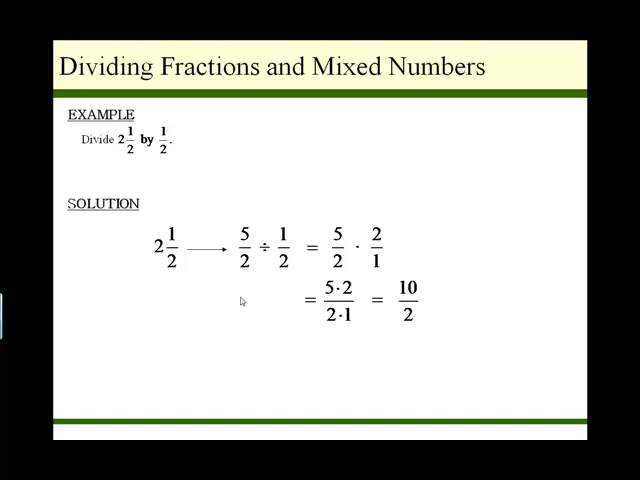 Dividing Fractions and Mixed Numbers
EXAMPLE
Divide 2 1/2 by 1/2.
SOLUTION
2 1/2 → 5/2 ÷ 1/2 = 5/2 · 2/1
= 5·2/2·1 = 10/2